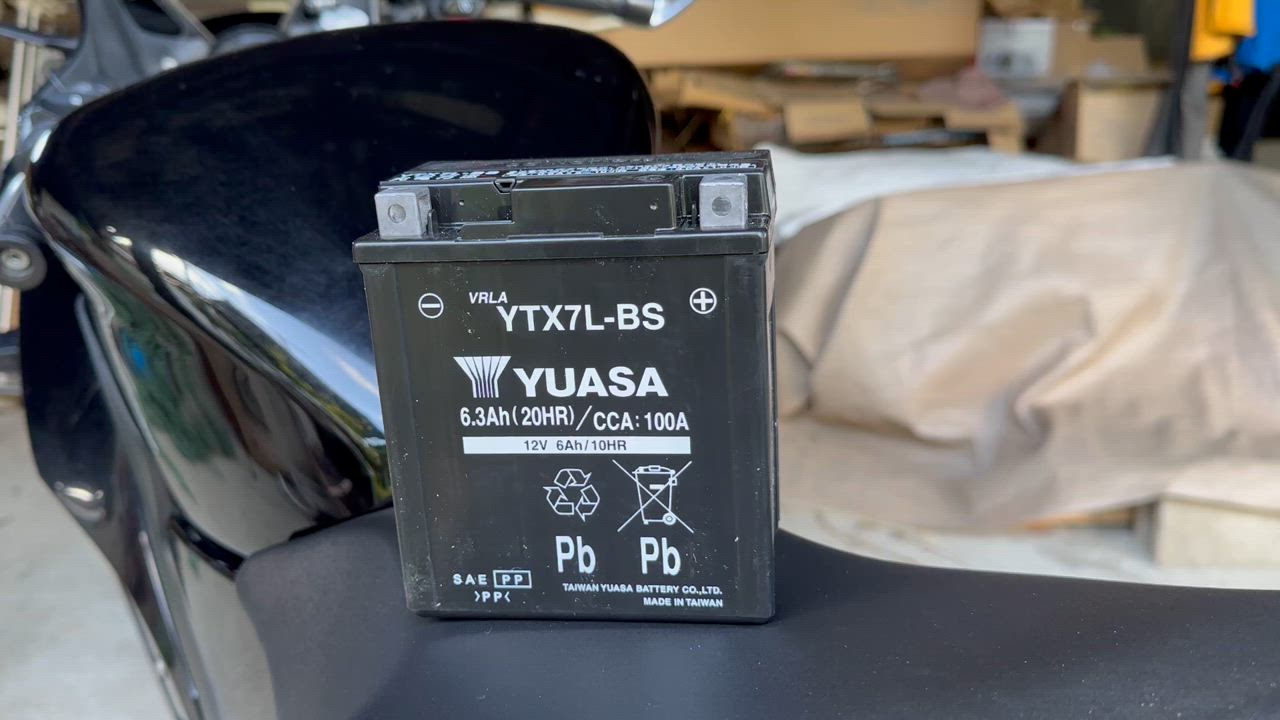 VRLA
YTX7L-BS
YUASA
6.3Ah(20HR)/CCA:100A
12V 6Ah/10HR
Pb Pb
SAE PP
>PP<
TAIWAN YUASA BATTERY CO.,LTD.
MADE IN TAIWAN